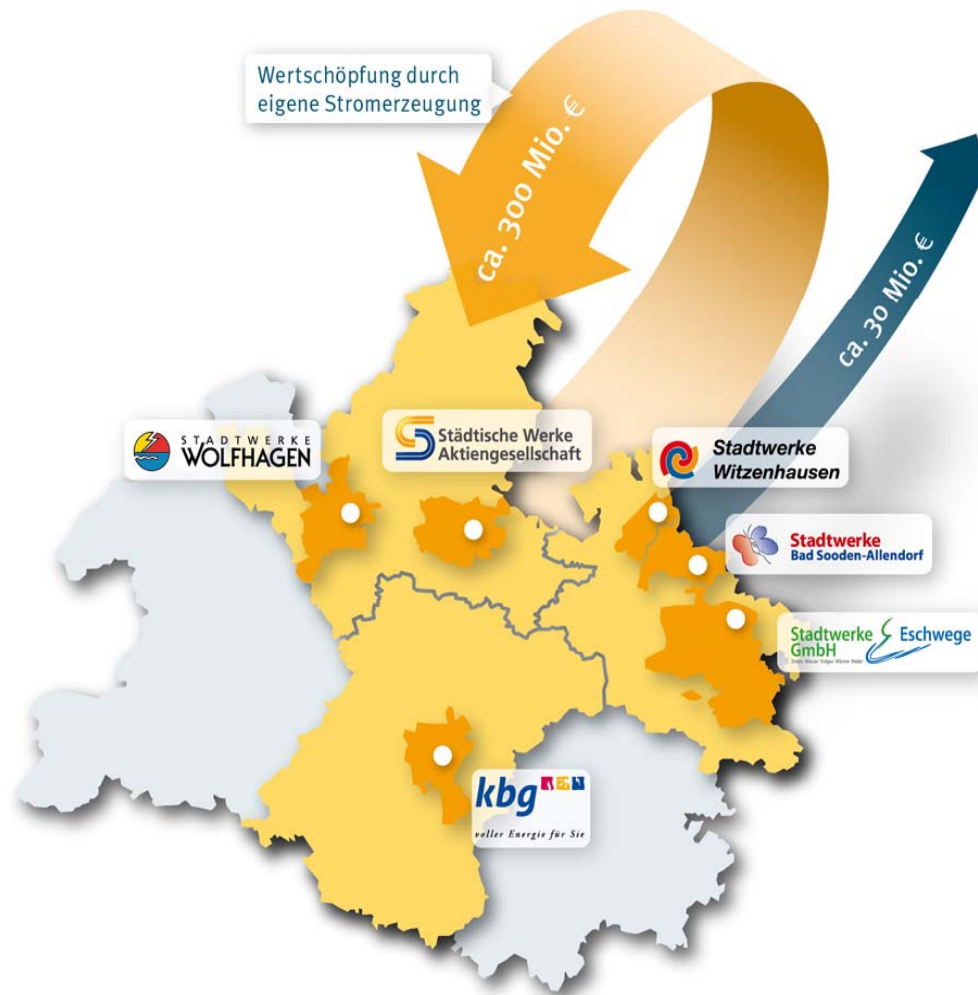 Wertschöpfung durch
eigene Stromerzeugung
ca. 300 Mio. €
ca. 30 Mio. €
STADTWERKE
WOLFHAGEN
Städtische Werke
Aktiengesellschaft
Stadtwerke
Witzenhausen
Stadtwerke
Bad Sooden-Allendorf
Stadtwerke Eschwege
GmbH
kbg
voller Energie für Sie